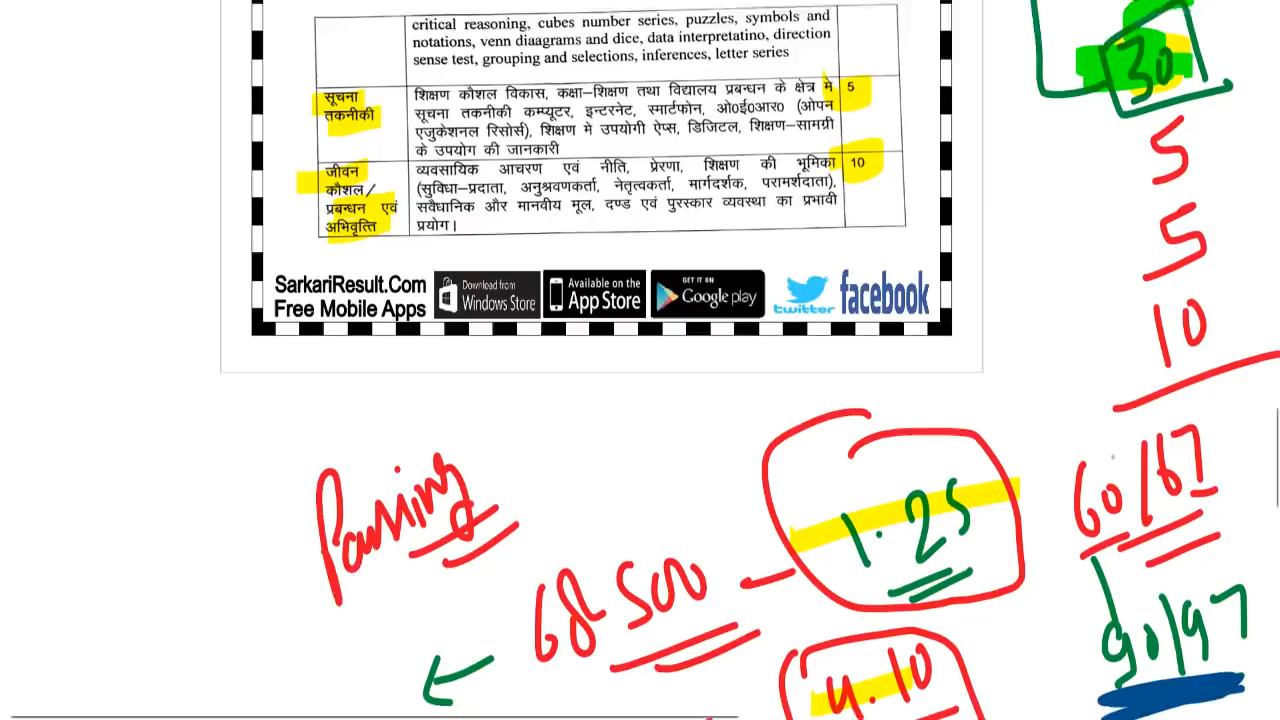 critical reasoning, cubes number series, puzzles, symbols and
notations, venn diaagrams and dice, data interpretatino, direction
sense test, grouping and selections, inferences, letter series
सूचना
तकनीकी
शिक्षण कौशल विकास, कक्षा–शिक्षण तथा विद्यालय प्रबन्धन के क्षेत्र मे
सूचना तकनीकी कम्प्यूटर, इन्टरनेट, स्मार्टफोन, ओ0ई0आर0 (ओपन
एजुकेशनल रिसोर्स), शिक्षण मे उपयोगी ऐप्स, डिजिटल, शिक्षण–सामग्री
के उपयोग की जानकारी
5
जीवन
कौशल/
प्रबन्धन एवं
अभिवृत्ति
व्यवसायिक आचरण एवं नीति, प्रेरणा, शिक्षण की भूमिका
(सुविधा–प्रदाता, अनुश्रवणकर्ता, नेतृत्वकर्ता, मार्गदर्शक, परामर्शदाता),
सवैधानिक और मानवीय मूल, दण्ड एवं पुरस्कार व्यवस्था का प्रभावी
प्रयोग।
10
SarkariResult.Com
Free Mobile Apps
Download from
Windows Store
Available on the
App Store
GET IT ON
Google play
twitter
facebook
30
5
5
10
60/67
90/97
Passing
68500
1.25
4.10